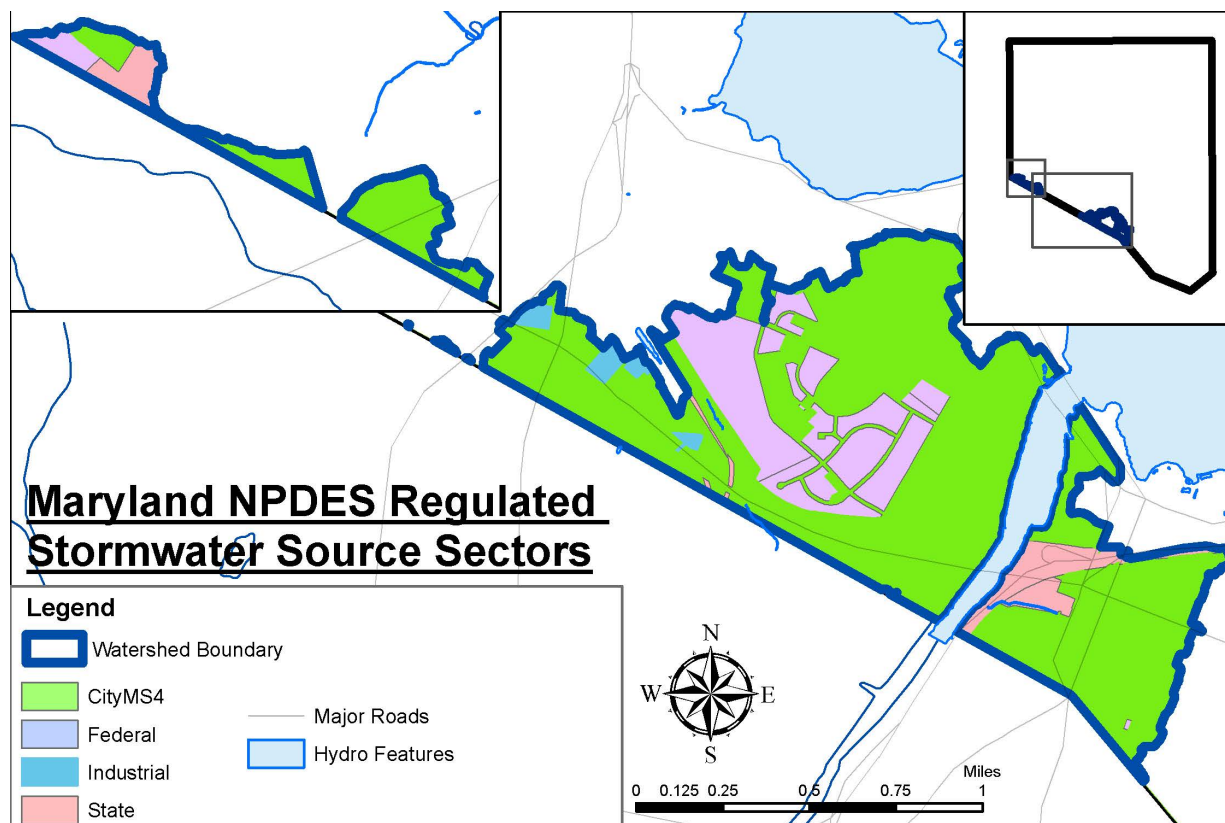 Maryland NPDES Regulated
Stormwater Source Sectors
Legend
Watershed Boundary
CityMS4
Federal
Industrial
State
Major Roads
Hydro Features
N
W E
S
Miles
0 0.125 0.25 0.5 0.75 1